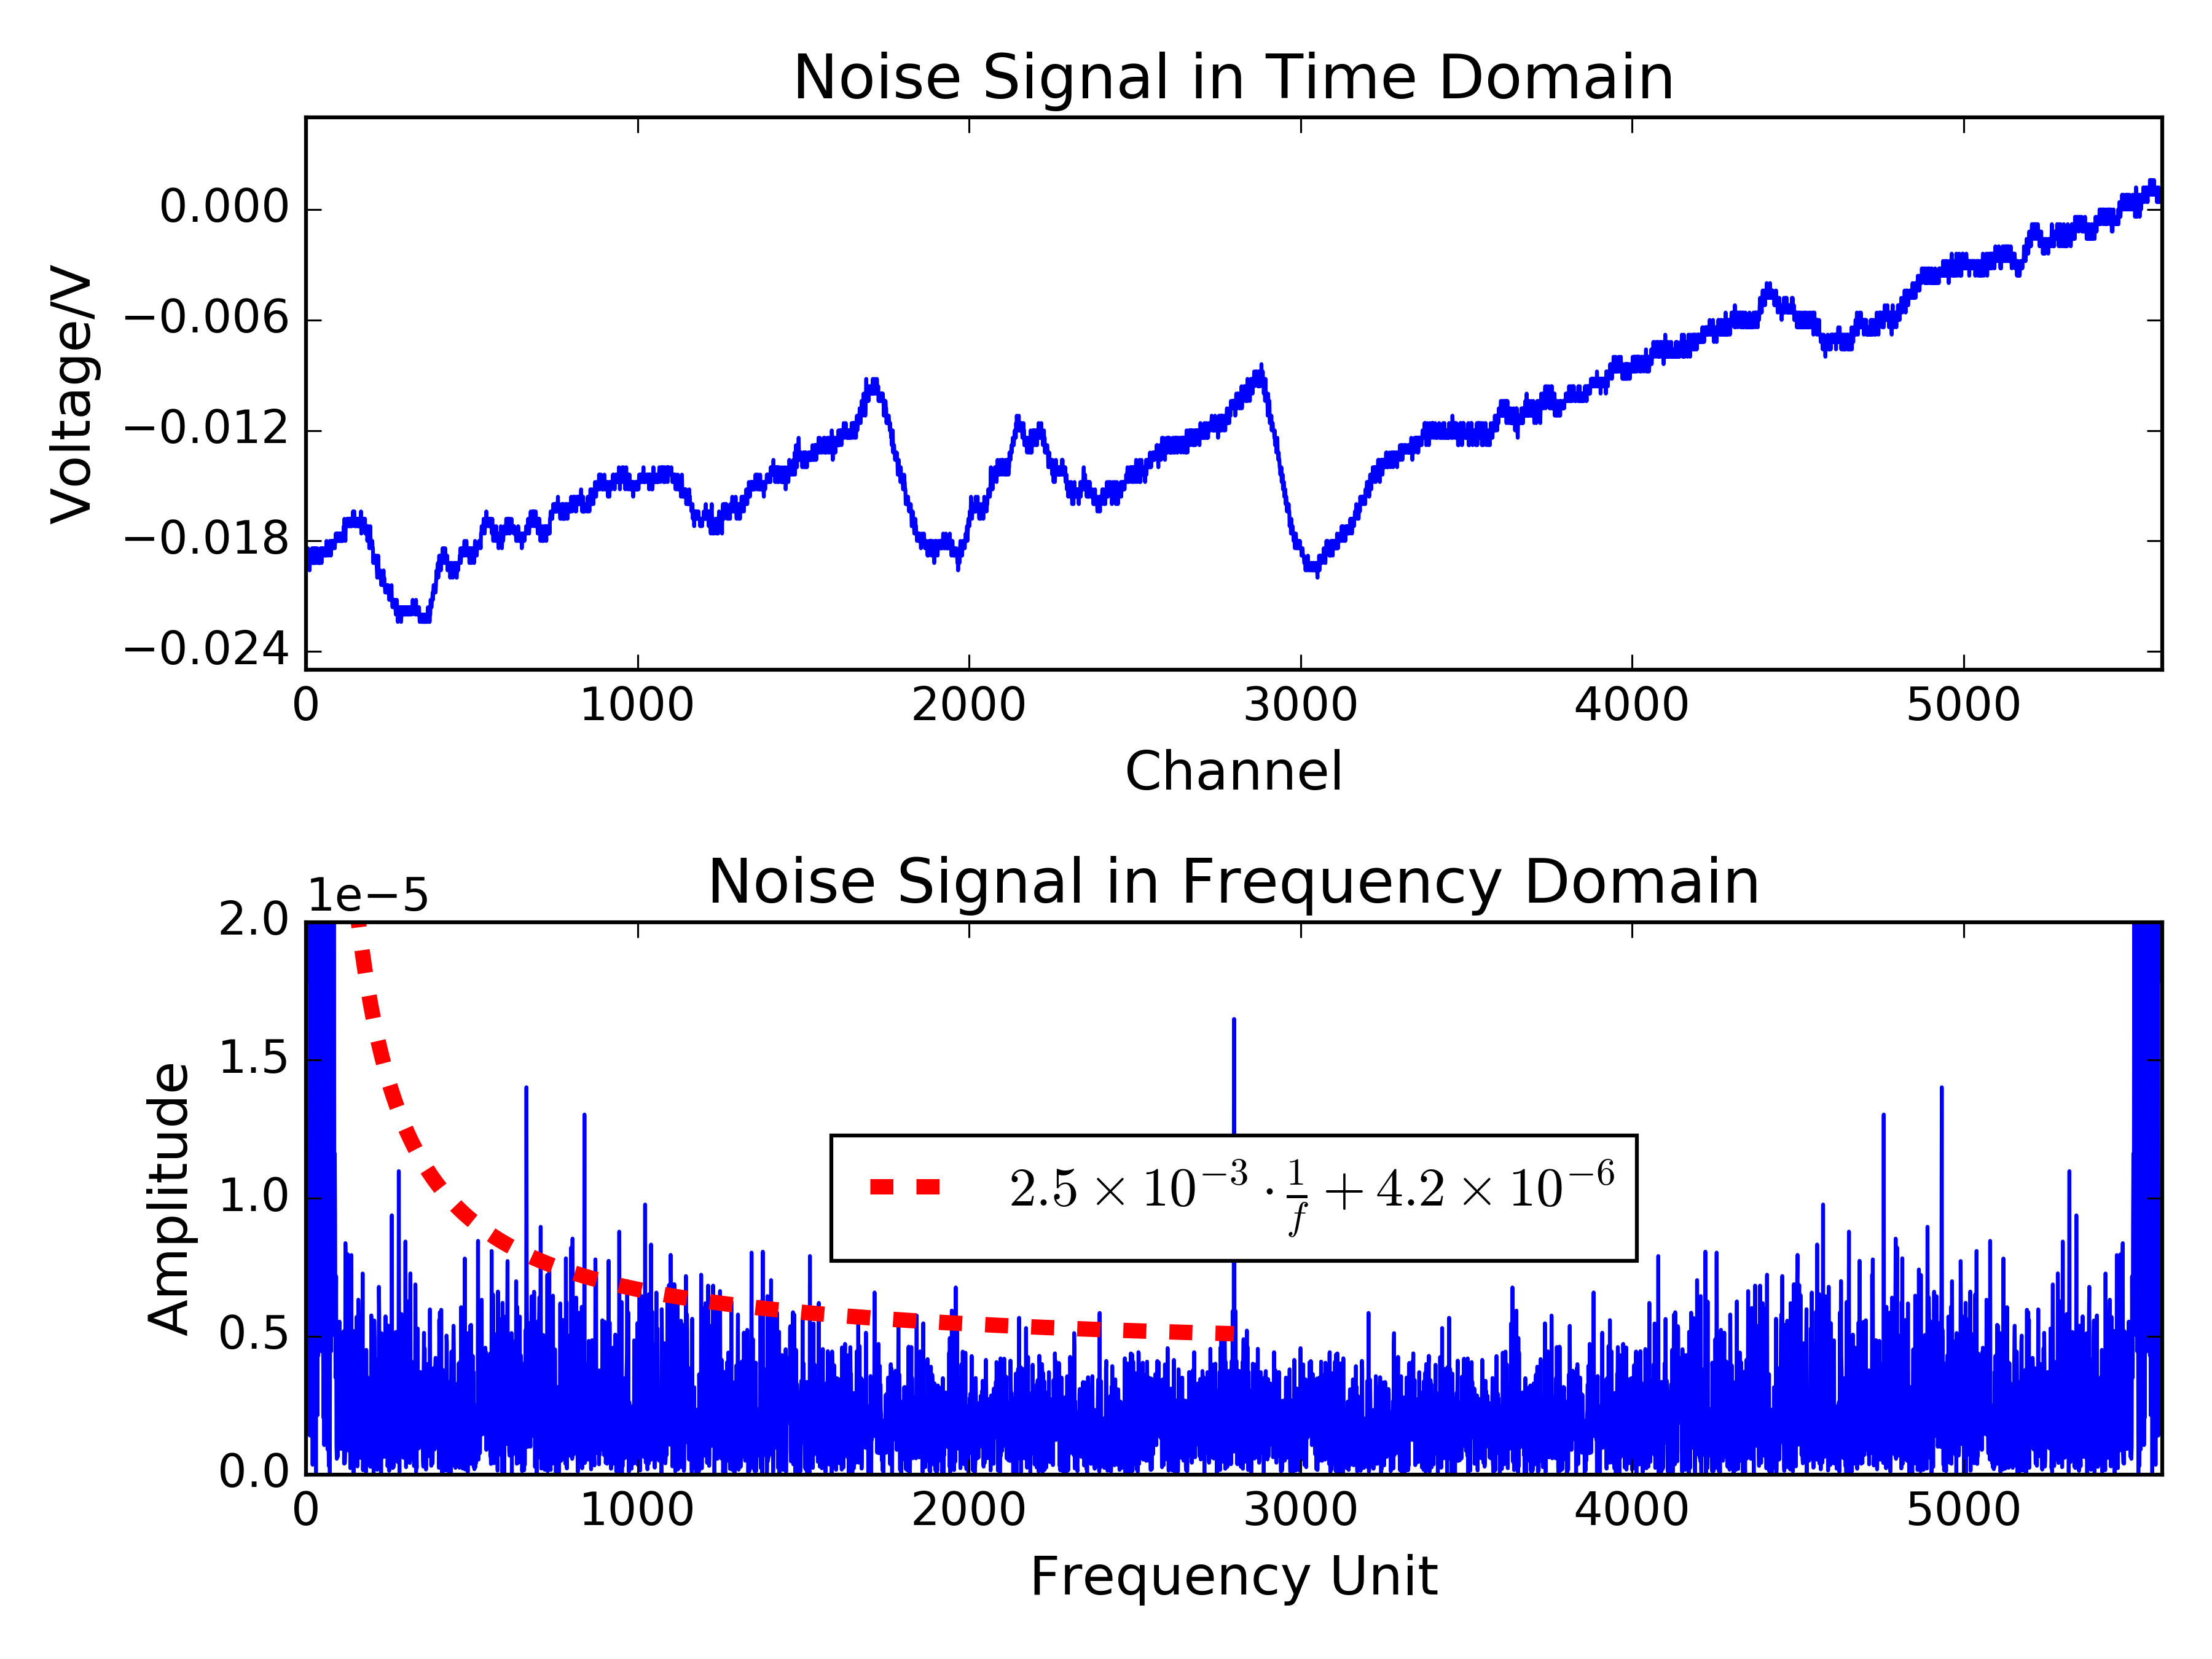 Noise Signal in Time Domain
0.000
−0.006
−0.012
−0.018
−0.024
Voltage/V
0 1000 2000 3000 4000 5000
Channel
Noise Signal in Frequency Domain
1e−5
2.0
1.5
1.0
0.5
0.0
Amplitude
2.5 × 10⁻³ · 1/f + 4.2 × 10⁻⁶
0 1000 2000 3000 4000 5000
Frequency Unit